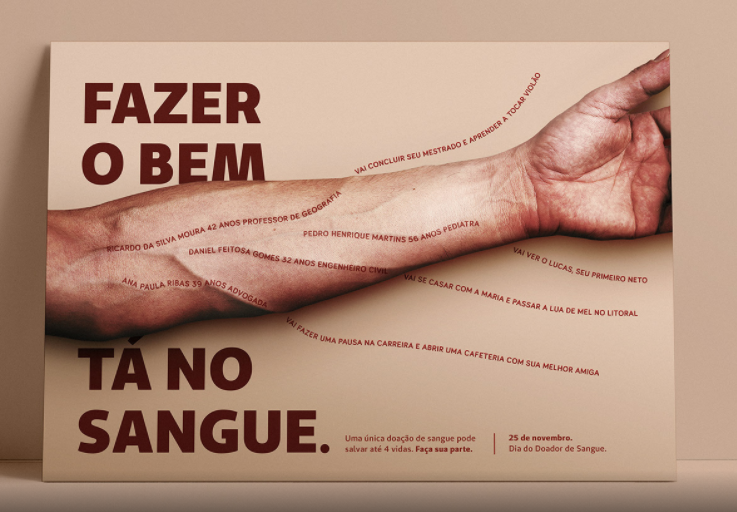 FAZER
O BEM
VAI CONCLUIR SEU MESTRADO E APRENDER A TOCAR VIOLÃO
RICARDO DA SILVA MOURA 42 ANOS PROFESSOR DE GEOGRAFIA
PEDRO HENRIQUE MARTINS 56 ANOS PEDIATRA
DANIEL FEITOSA GOMES 32 ANOS ENGENHEIRO CIVIL
VAI VER O LUCAS, SEU PRIMEIRO NETO
ANA PAULA RIBAS 39 ANOS ADVOGADA
VAI SE CASAR COM A MARIA E PASSAR A LUA DE MEL NO LITORAL
VAI FAZER UMA PAUSA NA CARREIRA E ABRIR UMA CAFETERIA COM SUA MELHOR AMIGA
TÁ NO
SANGUE.
Uma única doação de sangue pode
salvar até 4 vidas. Faça sua parte.
25 de novembro.
Dia do Doador de Sangue.